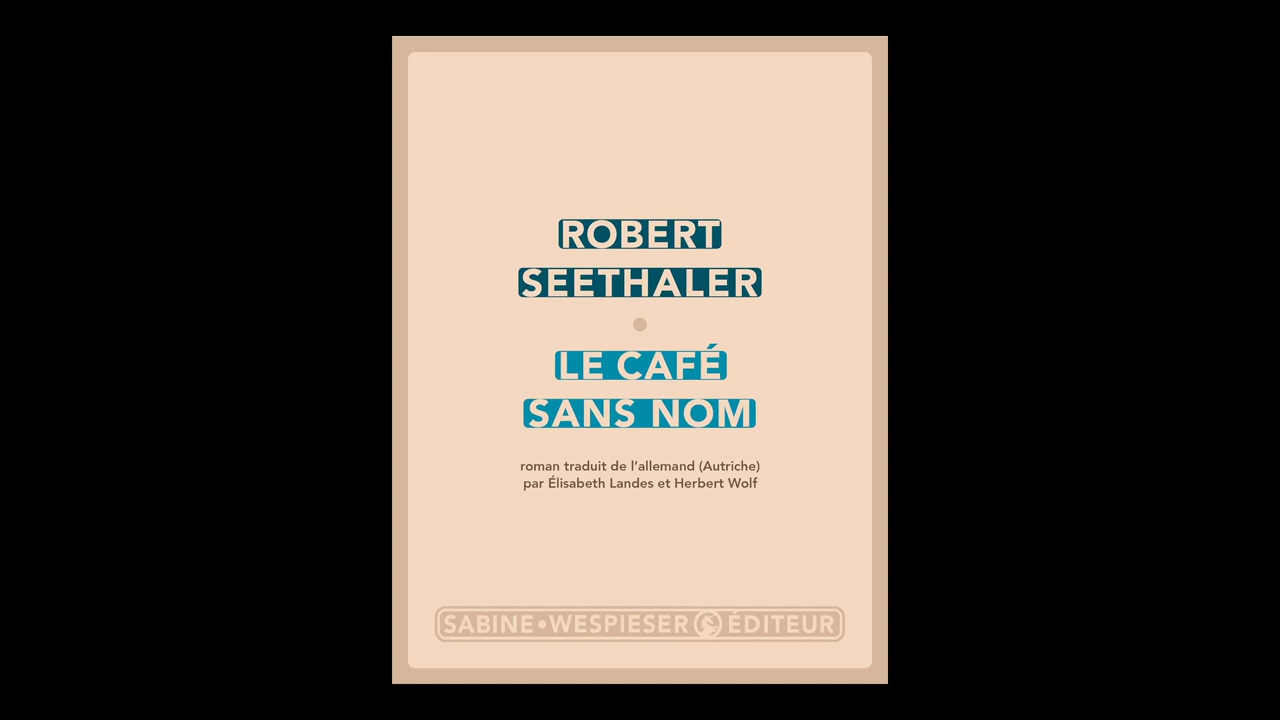 ROBERT
SEETHALER
LE CAFÉ
SANS NOM
roman traduit de l’allemand (Autriche)
par Élisabeth Landes et Herbert Wolf
SABINE•WESPIESER ÉDITEUR